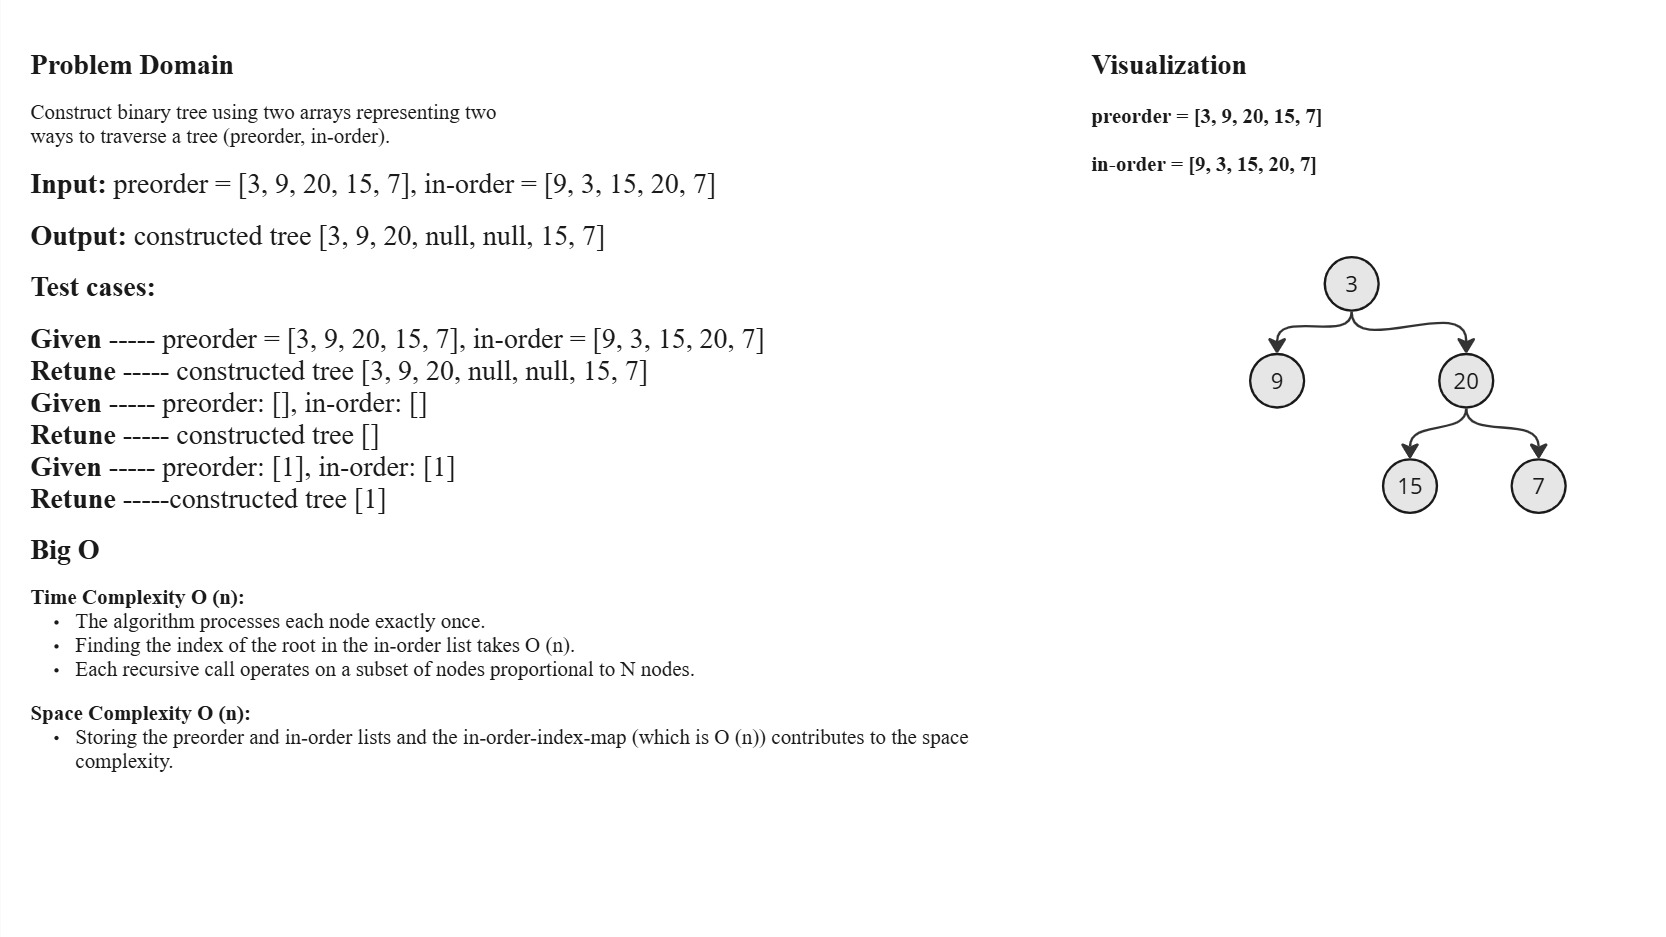 Problem Domain
Construct binary tree using two arrays representing two
ways to traverse a tree (preorder, in-order).
Input: preorder = [3, 9, 20, 15, 7], in-order = [9, 3, 15, 20, 7]
Output: constructed tree [3, 9, 20, null, null, 15, 7]
Test cases:
Given ----- preorder = [3, 9, 20, 15, 7], in-order = [9, 3, 15, 20, 7]
Retune ----- constructed tree [3, 9, 20, null, null, 15, 7]
Given ----- preorder: [], in-order: []
Retune ----- constructed tree []
Given ----- preorder: [1], in-order: [1]
Retune -----constructed tree [1]
Big O
Time Complexity O (n):
• The algorithm processes each node exactly once.
• Finding the index of the root in the in-order list takes O (n).
• Each recursive call operates on a subset of nodes proportional to N nodes.
Space Complexity O (n):
• Storing the preorder and in-order lists and the in-order-index-map (which is O (n)) contributes to the space
complexity.
Visualization
preorder = [3, 9, 20, 15, 7]
in-order = [9, 3, 15, 20, 7]
3
9 20
15 7